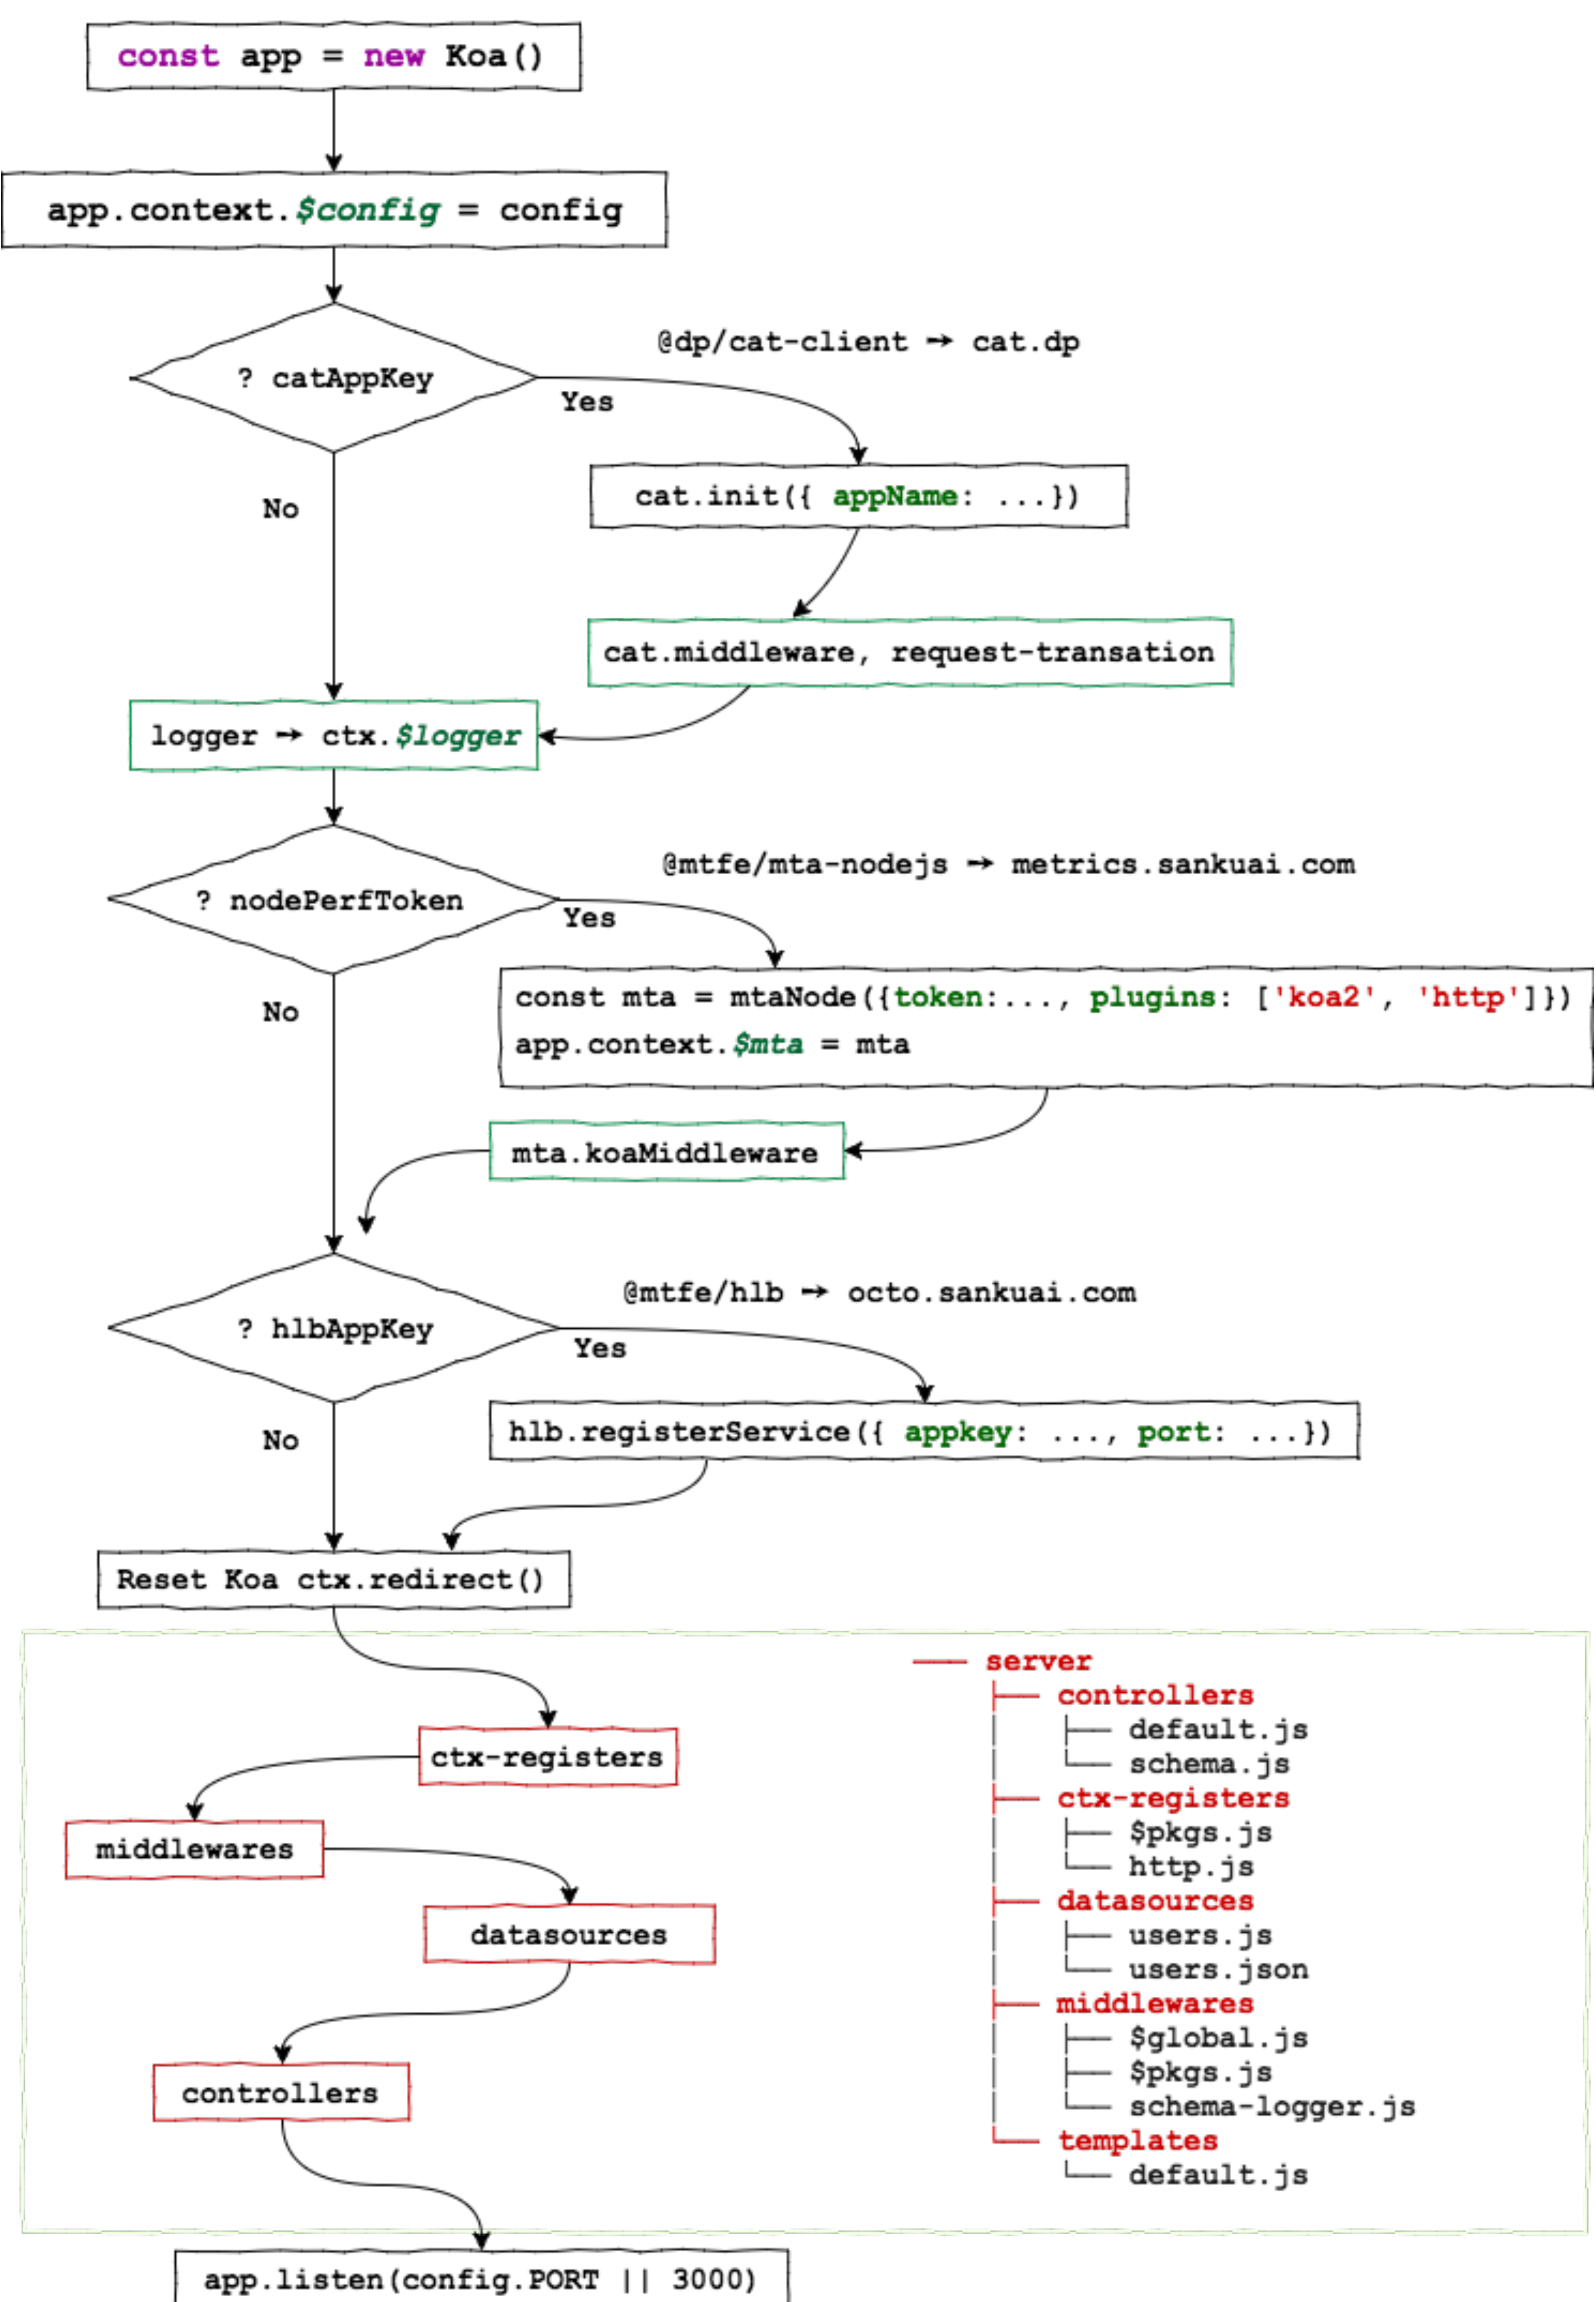 const app = new Koa()
app.context.$config = config
@dp/cat-client → cat.dp
? catAppKey
Yes
No
cat.init({ appName: ...})
cat.middleware, request-transation
logger → ctx.$logger
@mtfe/mta-nodejs → metrics.sankuai.com
? nodePerfToken
Yes
No
const mta = mtaNode({token:..., plugins: ['koa2', 'http']})
app.context.$mta = mta
mta.koaMiddleware
@mtfe/hlb → octo.sankuai.com
? hlbAppKey
Yes
No
hlb.registerService({ appkey: ..., port: ...})
Reset Koa ctx.redirect()
ctx-registers
middlewares
datasources
controllers
server
controllers
default.js
schema.js
ctx-registers
$pkgs.js
http.js
datasources
users.js
users.json
middlewares
$global.js
$pkgs.js
schema-logger.js
templates
default.js
app.listen(config.PORT || 3000)